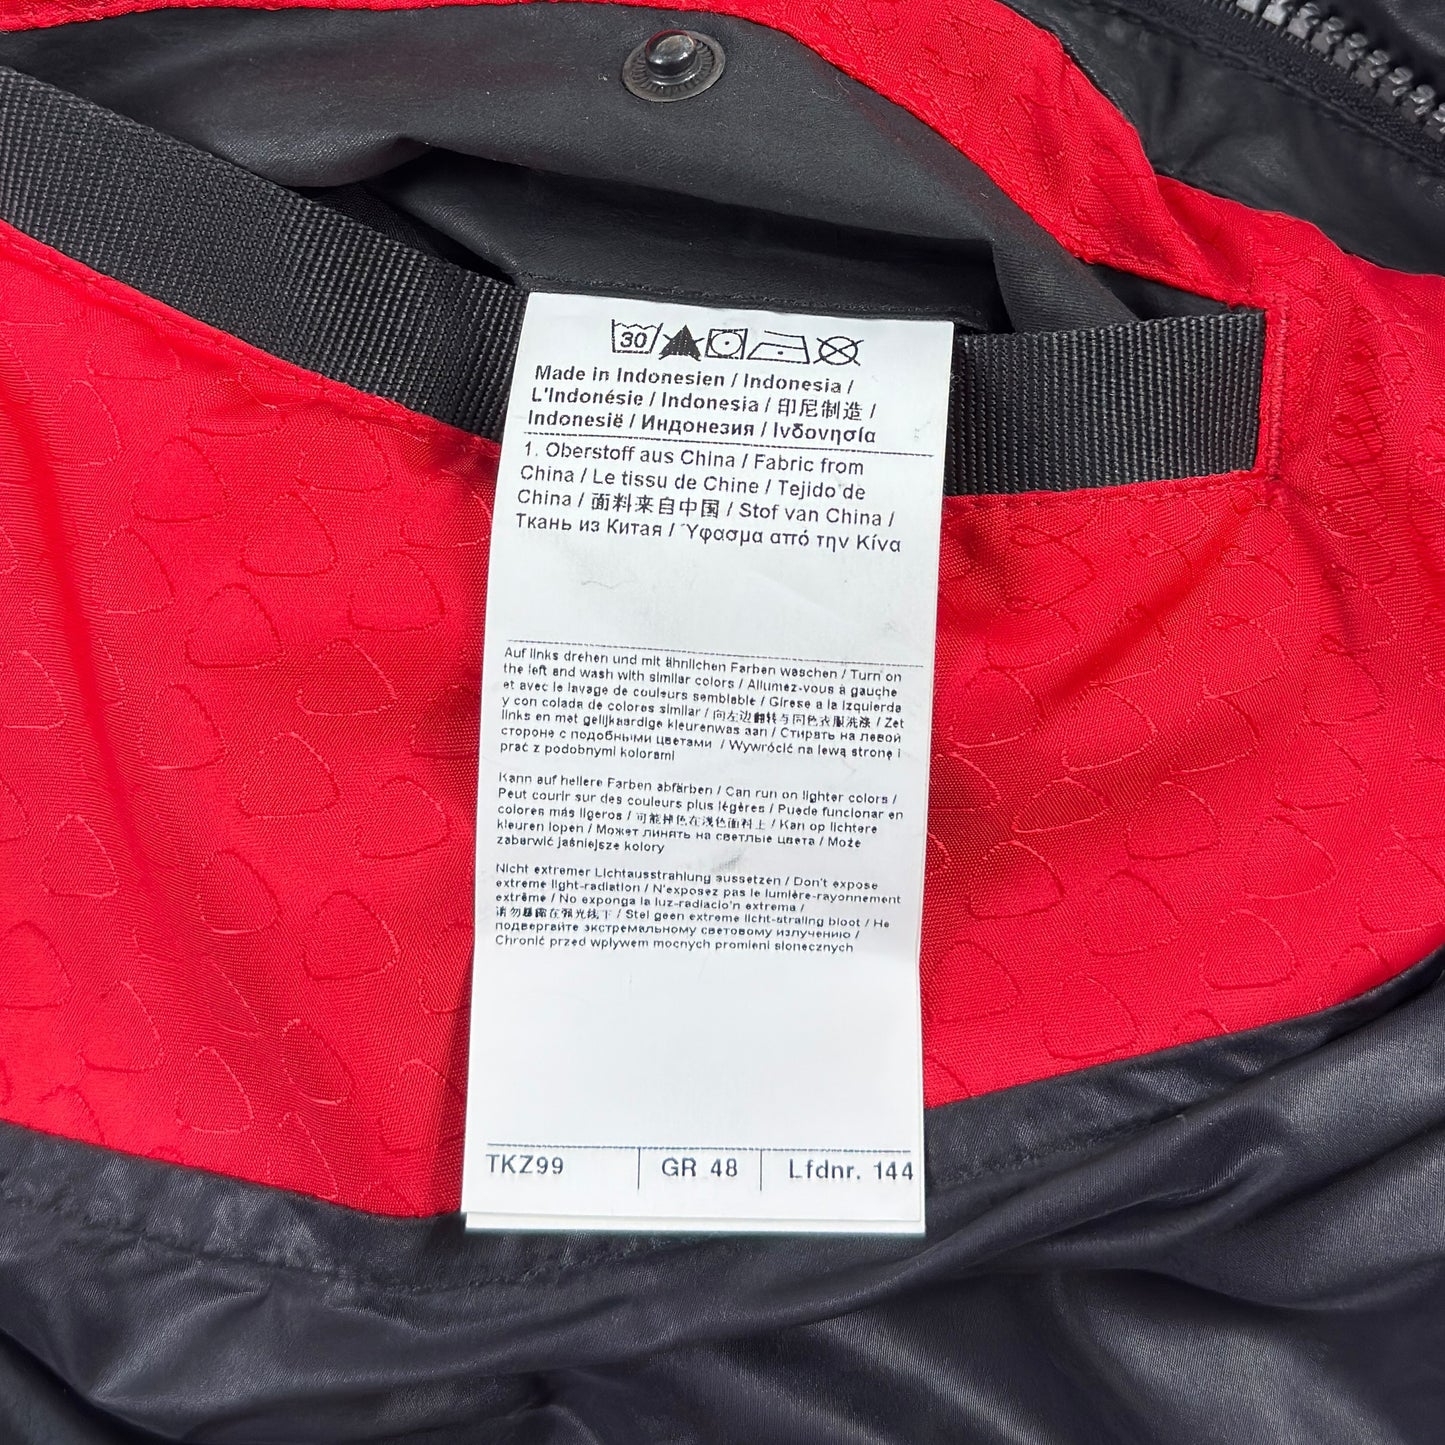 30
Made in Indonesien / Indonesia /
L'Indonésie / Indonesia / 印尼制造 /
Indonesië / Индонезия / Ινδονησία
1. Oberstoff aus China / Fabric from
China / Le tissu de Chine / Tejido de
China / 面料来自中国 / Stof van China /
Ткань из Китая / Ύφασμα από την Κίνα
Auf links drehen und mit ähnlichen Farben waschen / Turn on
the left and wash with similar colors / Allumez-vous à gauche
et avec le lavage de couleurs semblable / Gírese a la izquierda
y con colada de colores similar / 向左边翻转与同色衣服洗涤 / Zet
links en met gelijkaardige kleurenwas aan / Стирать на левой
стороне с подобными цветами / Wywrócić na lewą stronę i
prać z podobnymi kolorami
Kann auf hellere Farben abfärben / Can run on lighter colors /
Peut courir sur des couleurs plus légères / Puede funcionar en
colores más ligeros / 可能掉色在浅色面料上 / Kan op lichtere
kleuren lopen / Может линять на светлые цвета / Może
zabarwić jaśniejsze kolory
Nicht extremer Lichtausstrahlung aussetzen / Don't expose
extreme light-radiation / N'exposez pas le lumière-rayonnement
extrême / No exponga la luz-radiacio'n extrema /
请勿暴露在强光线下 / Stel geen extreme licht-straling bloot / Не
подвергайте экстремальному световому излучению /
Chronić przed wpływem mocnych promieni słonecznych
TKZ99 GR 48 Lfdnr. 144